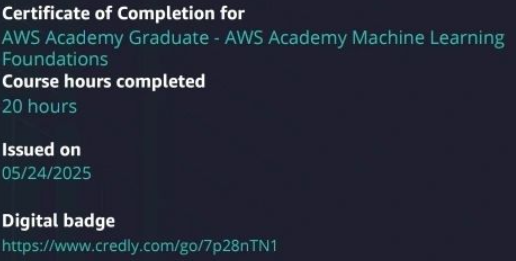 Certificate of Completion for
AWS Academy Graduate - AWS Academy Machine Learning
Foundations
Course hours completed
20 hours
Issued on
05/24/2025
Digital badge
https://www.credly.com/go/7p28nTN1